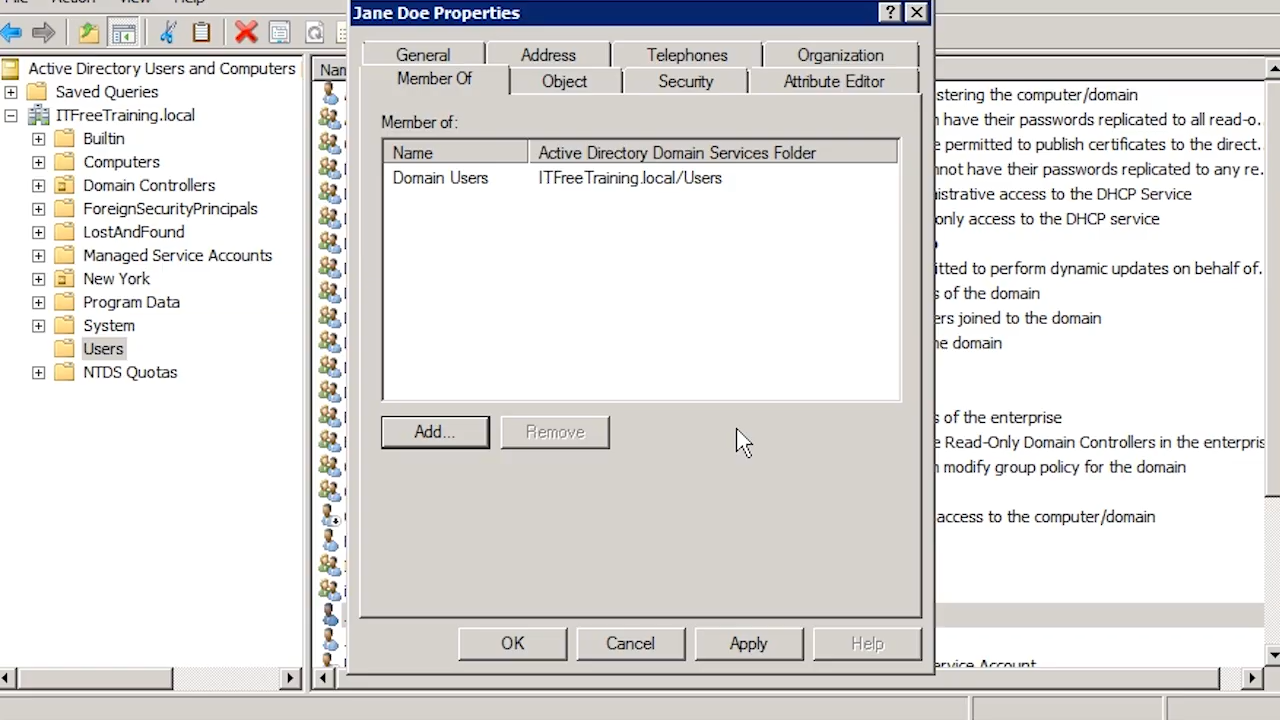 Action
View
Help
Jane Doe Properties
General
Address
Telephones
Organization
Member Of
Object
Security
Attribute Editor
Member of:
Name
Active Directory Domain Services Folder
Domain Users
ITFreeTraining.local/Users
Add...
Remove
OK
Cancel
Apply
Help
Active Directory Users and Computers
Saved Queries
ITFreeTraining.local
Builtin
Computers
Domain Controllers
ForeignSecurityPrincipals
LostAndFound
Managed Service Accounts
New York
Program Data
System
Users
NTDS Quotas
stering the computer/domain
have their passwords replicated to all read-o...
e permitted to publish certificates to the direct...
nnot have their passwords replicated to any re...
nistrative access to the DHCP Service
only access to the DHCP service
itted to perform dynamic updates on behalf of...
s of the domain
ers joined to the domain
he domain
s of the enterprise
e Read-Only Domain Controllers in the enterpris
modify group policy for the domain
access to the computer/domain
ervice Account